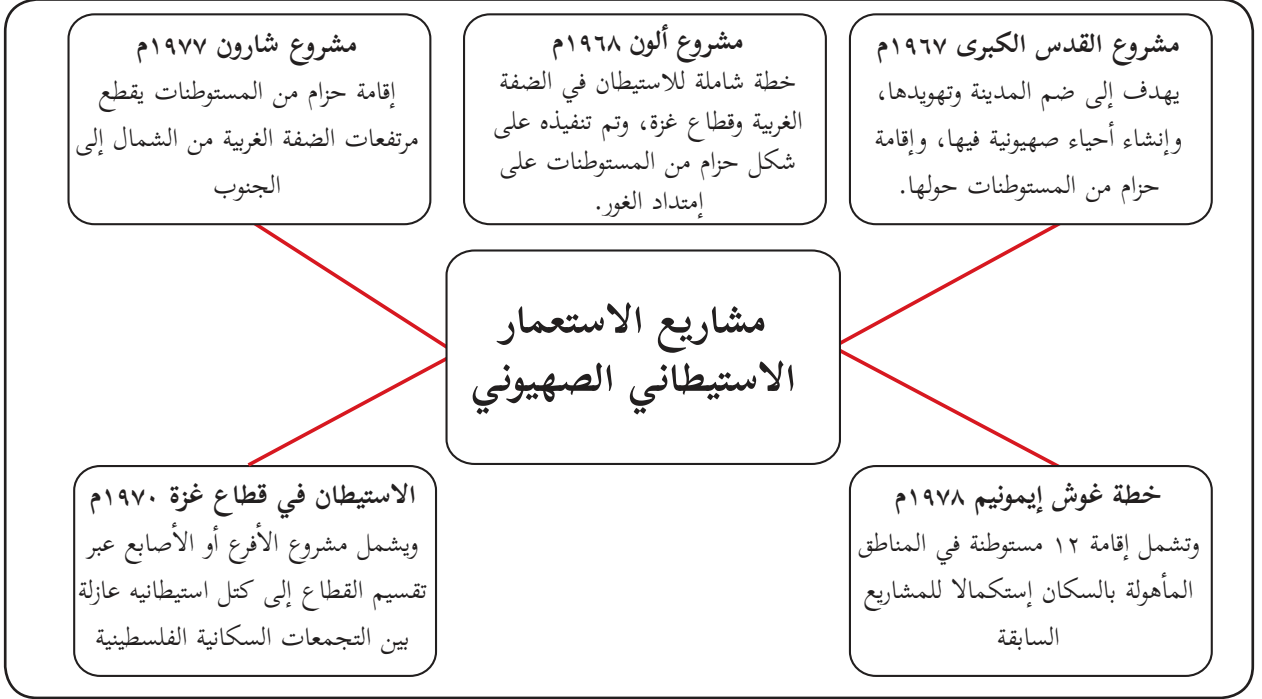 مشروع القدس الكبرى ١٩٦٧م
يهدف إلى ضم المدينة وتهويدها،
وإنشاء أحياء صهيونية فيها، وإقامة
حزام من المستوطنات حولها.
مشروع ألون ١٩٦٨م
خطة شاملة للاستيطان في الضفة
الغربية وقطاع غزة، وتم تنفيذه على
شكل حزام من المستوطنات على
إمتداد الغور.
مشروع شارون ١٩٧٧م
إقامة حزام من المستوطنات يقطع
مرتفعات الضفة الغربية من الشمال إلى
الجنوب
مشاريع الاستعمار
الاستيطاني الصهيوني
خطة غوش إيمونيم ١٩٧٨م
وتشمل إقامة ١٢ مستوطنة في المناطق
المأهولة بالسكان إستكمالا للمشاريع
السابقة
الاستيطان في قطاع غزة ١٩٧٠م
ويشمل مشروع الأفرع أو الأصابع عبر
تقسيم القطاع إلى كتل استيطانيه عازلة
بين التجمعات السكانية الفلسطينية